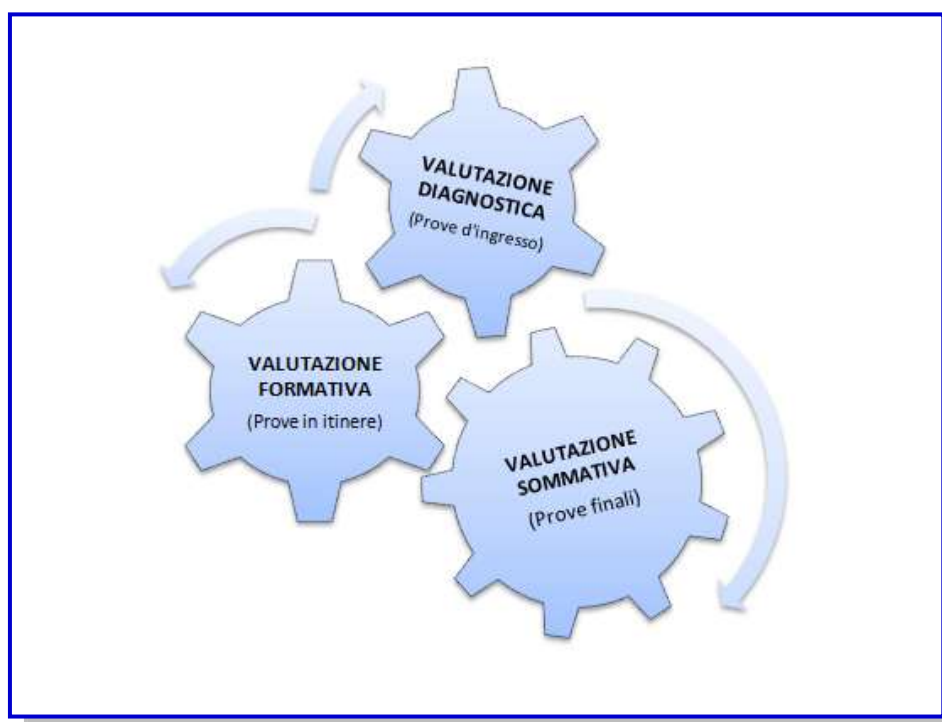 VALUTAZIONE
DIAGNOSTICA
(Prove d'ingresso)
VALUTAZIONE
FORMATIVA
(Prove in itinere)
VALUTAZIONE
SOMMATIVA
(Prove finali)